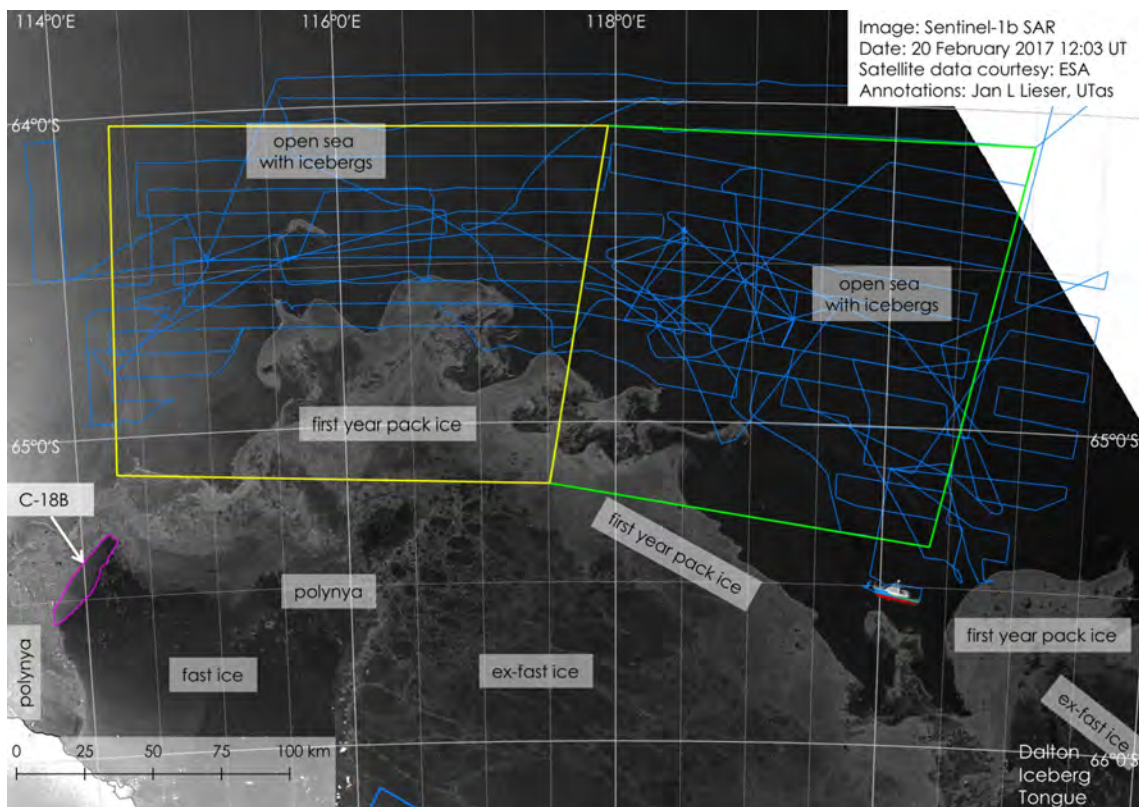 114°0'E
116°0'E
118°0'E
Image: Sentinel-1b SAR
Date: 20 February 2017 12:03 UT
Satellite data courtesy: ESA
Annotations: Jan L Lieser, UTas
64°0'S
open sea
with icebergs
open sea
with icebergs
first year pack ice
65°0'S
65°0'S
C-18B
first year pack ice
polynya
first year pack ice
polynya
fast ice
ex-fast ice
ex-fast ice
0 25 50 75 100 km
Dalton
Iceberg
Tongue
66°0'S